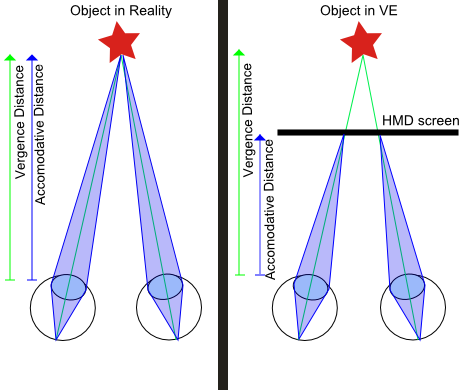 Object in Reality
Vergence Distance
Accomodative Distance
Object in VE
HMD screen
Vergence Distance
Accomodative Distance